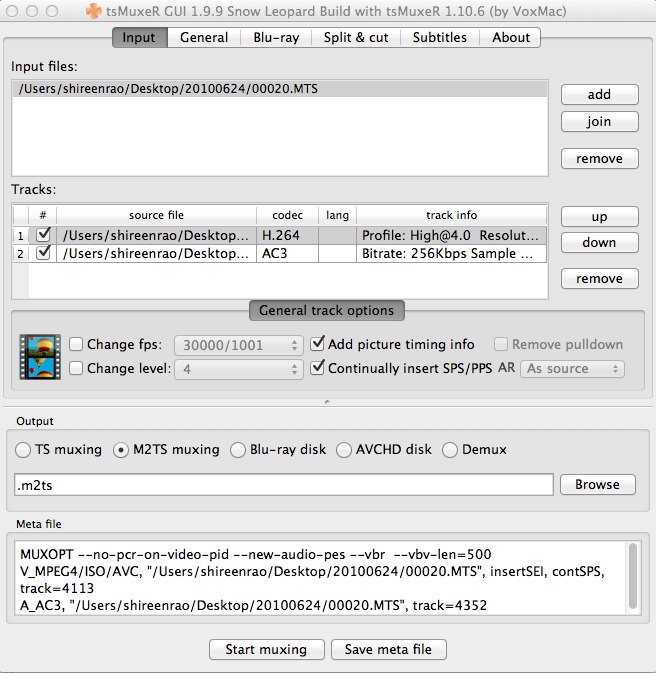 tsMuxeR GUI 1.9.9 Snow Leopard Build with tsMuxeR 1.10.6 (by VoxMac)
Input General Blu-ray Split & cut Subtitles About
Input files:
/Users/shireenrao/Desktop/20100624/00020.MTS
add
join
remove
Tracks:
# source file codec lang track info
1 /Users/shireenrao/Desktop... H.264 Profile: High@4.0 Resolut...
2 /Users/shireenrao/Desktop... AC3 Bitrate: 256Kbps Sample ...
up
down
remove
General track options
Change fps: 30000/1001 Add picture timing info Remove pulldown
Change level: 4 Continually insert SPS/PPS AR As source
Output
TS muxing M2TS muxing Blu-ray disk AVCHD disk Demux
.m2ts Browse
Meta file
MUXOPT --no-pcr-on-video-pid --new-audio-pes --vbr --vbv-len=500
V_MPEG4/ISO/AVC, "/Users/shireenrao/Desktop/20100624/00020.MTS", insertSEI, contSPS,
track=4113
A_AC3, "/Users/shireenrao/Desktop/20100624/00020.MTS", track=4352
Start muxing Save meta file